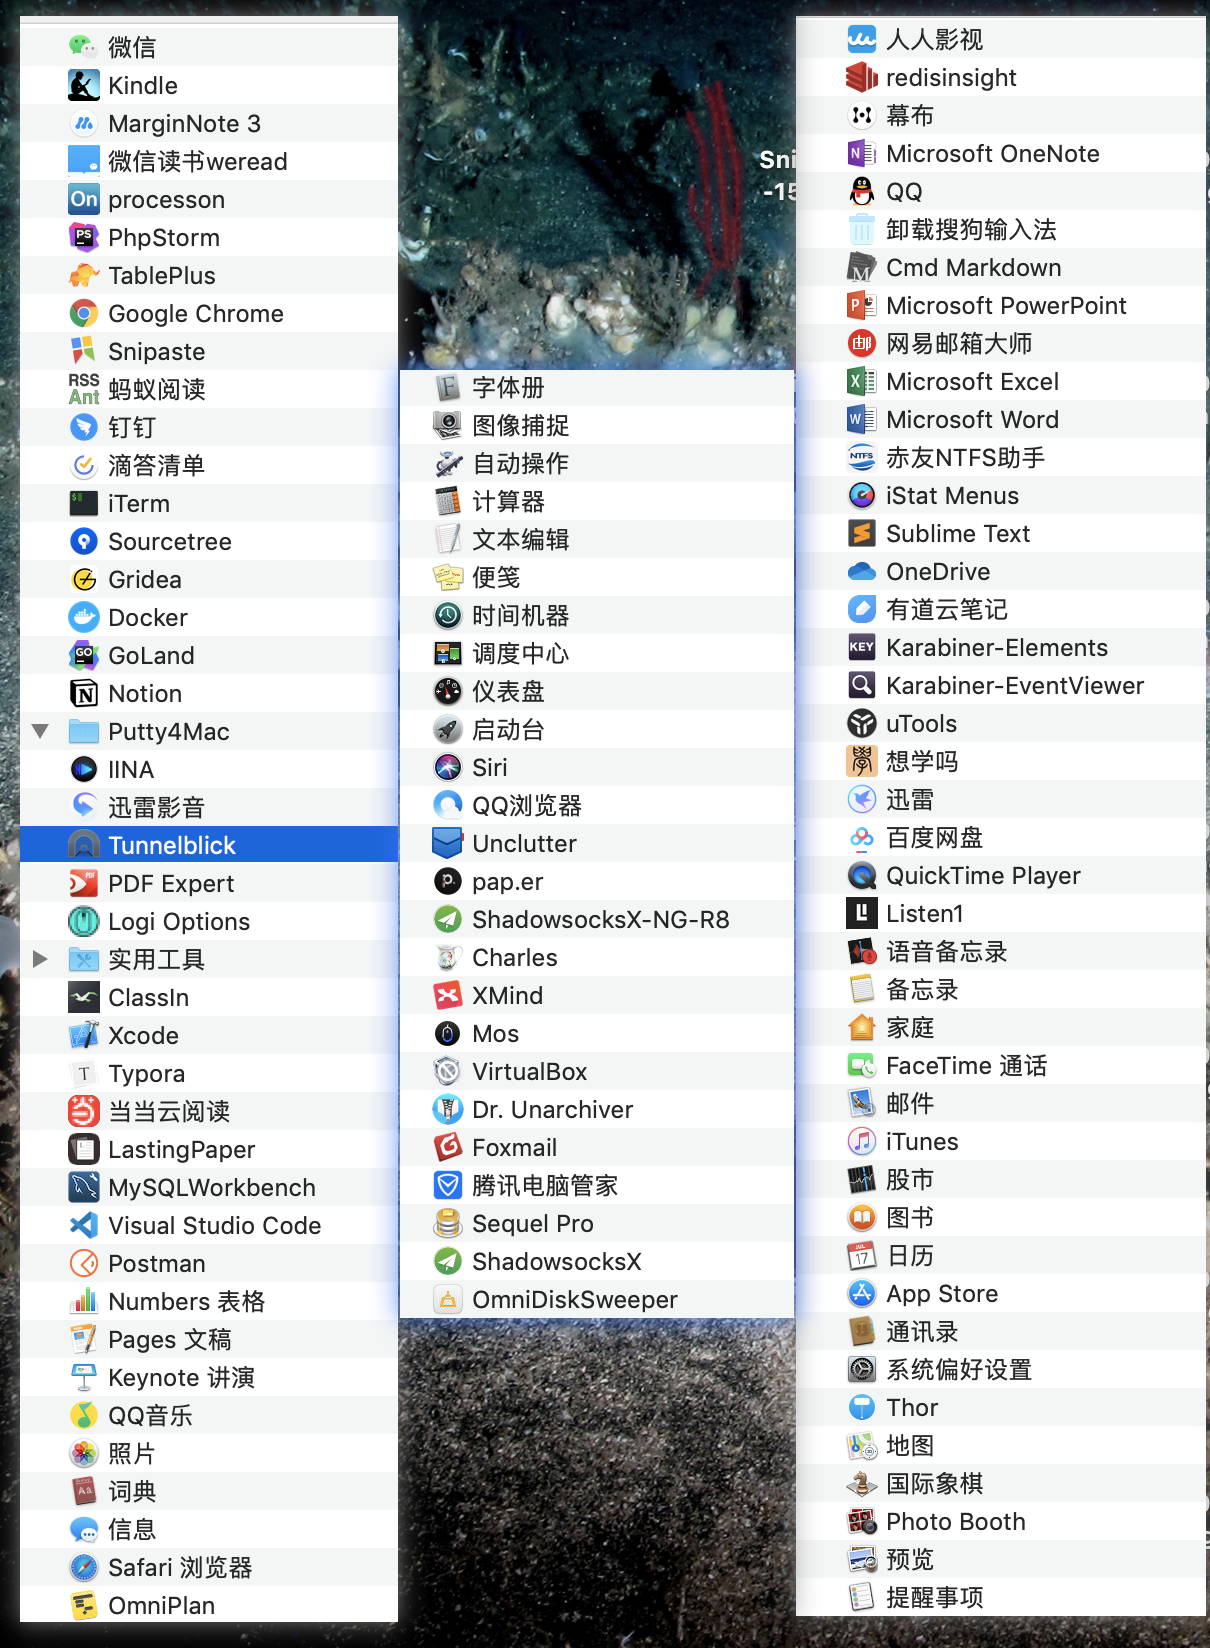 微信
Kindle
MarginNote 3
微信读书weread
processon
PhpStorm
TablePlus
Google Chrome
Snipaste
蚂蚁阅读
钉钉
滴答清单
iTerm
Sourcetree
Gridea
Docker
GoLand
Notion
Putty4Mac
IINA
迅雷影音
Tunnelblick
PDF Expert
Logi Options
实用工具
ClassIn
Xcode
Typora
当当云阅读
LastingPaper
MySQLWorkbench
Visual Studio Code
Postman
Numbers 表格
Pages 文稿
Keynote 讲演
QQ音乐
照片
词典
信息
Safari 浏览器
OmniPlan
Sni
-15
字体册
图像捕捉
自动操作
计算器
文本编辑
便笺
时间机器
调度中心
仪表盘
启动台
Siri
QQ浏览器
Unclutter
pap.er
ShadowsocksX-NG-R8
Charles
XMind
Mos
VirtualBox
Dr. Unarchiver
Foxmail
腾讯电脑管家
Sequel Pro
ShadowsocksX
OmniDiskSweeper
人人影视
redisinsight
幕布
Microsoft OneNote
QQ
卸载搜狗输入法
Cmd Markdown
Microsoft PowerPoint
网易邮箱大师
Microsoft Excel
Microsoft Word
赤友NTFS助手
iStat Menus
Sublime Text
OneDrive
有道云笔记
Karabiner-Elements
Karabiner-EventViewer
uTools
想学吗
迅雷
百度网盘
QuickTime Player
Listen1
语音备忘录
备忘录
家庭
FaceTime 通话
邮件
iTunes
股市
图书
日历
App Store
通讯录
系统偏好设置
Thor
地图
国际象棋
Photo Booth
预览
提醒事项